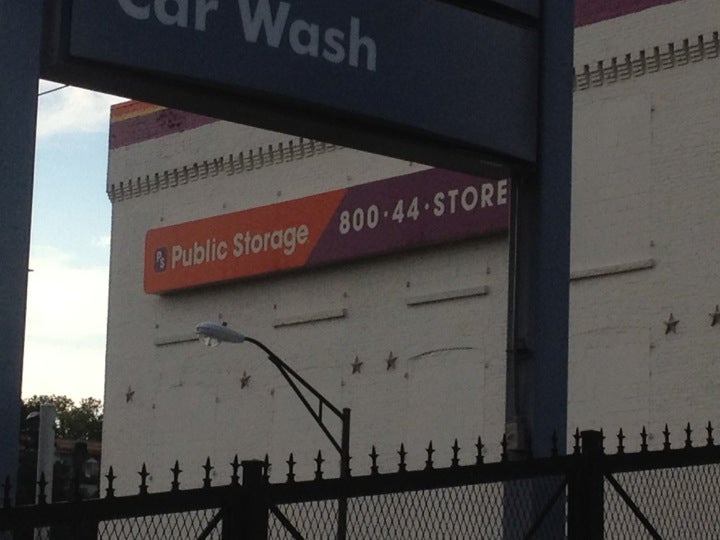 Car Wash
PS Public Storage 800·44·STORE